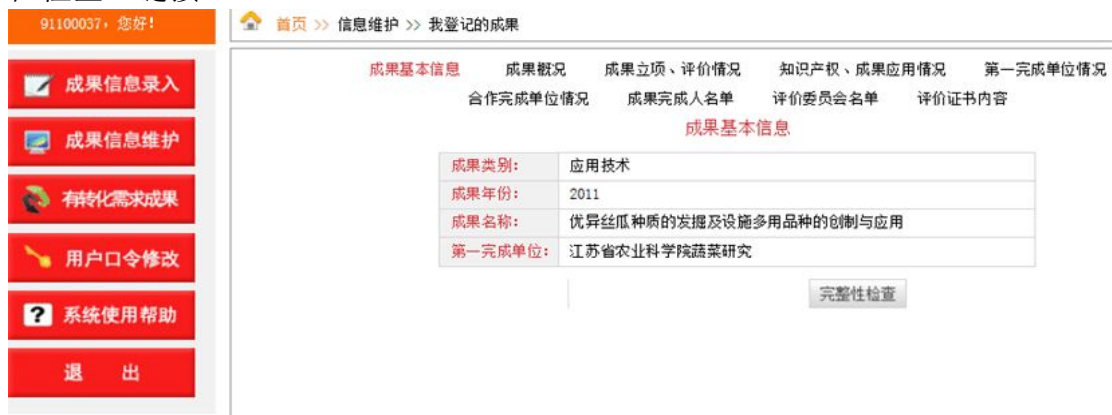 91100037，您好！
首页 >> 信息维护 >> 我登记的成果
成果信息录入
成果信息维护
有转化需求成果
用户口令修改
系统使用帮助
退 出
成果基本信息 成果概况 成果立项、评价情况 知识产权、成果应用情况 第一完成单位情况
合作完成单位情况 成果完成人名单 评价委员会名单 评价证书内容
成果基本信息
成果类别： 应用技术
成果年份： 2011
成果名称： 优异丝瓜种质的发掘及设施多用品种的创制与应用
第一完成单位： 江苏省农业科学院蔬菜研究
完整性检查